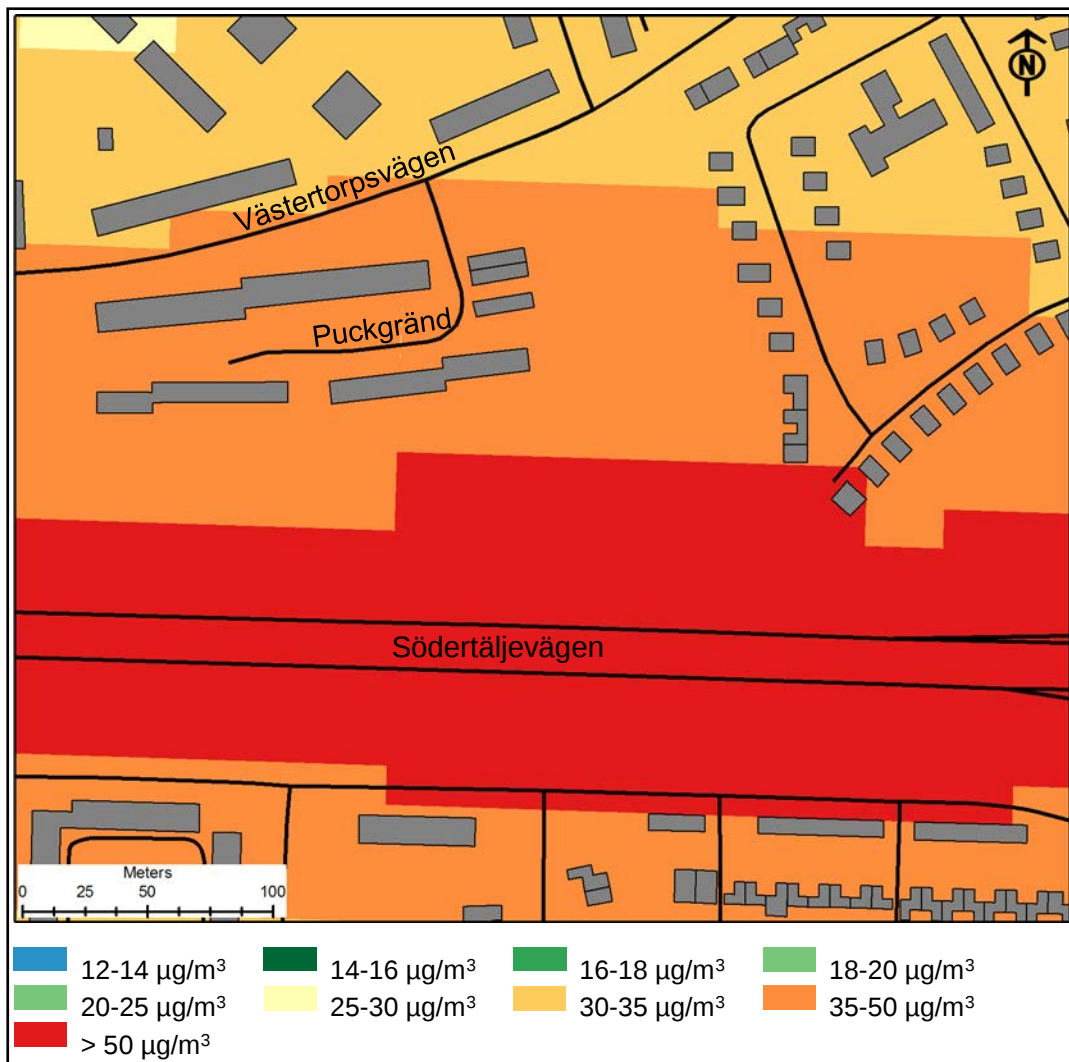 N
Västertorpsvägen
Puckgränd
Södertäljevägen
Meters
0 25 50 100
12-14 µg/m³ 14-16 µg/m³ 16-18 µg/m³ 18-20 µg/m³
20-25 µg/m³ 25-30 µg/m³ 30-35 µg/m³ 35-50 µg/m³
> 50 µg/m³